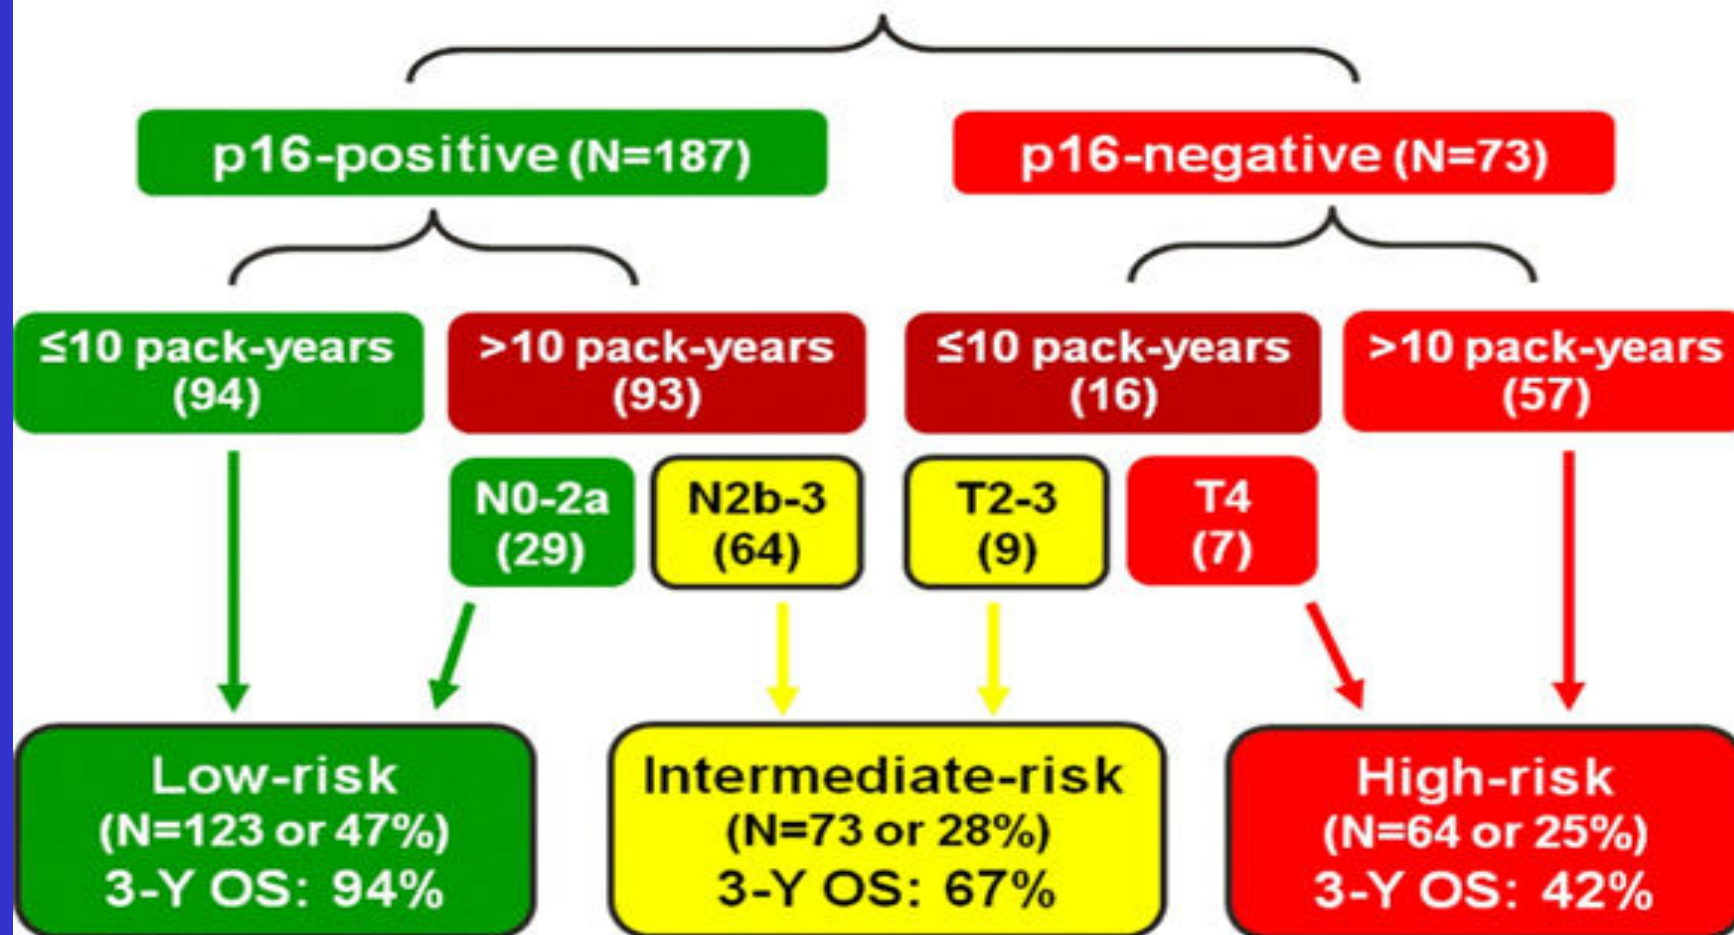 p16-positive (N=187)
p16-negative (N=73)
≤10 pack-years
(94)
>10 pack-years
(93)
≤10 pack-years
(16)
>10 pack-years
(57)
N0-2a
(29)
N2b-3
(64)
T2-3
(9)
T4
(7)
Low-risk
(N=123 or 47%)
3-Y OS: 94%
Intermediate-risk
(N=73 or 28%)
3-Y OS: 67%
High-risk
(N=64 or 25%)
3-Y OS: 42%